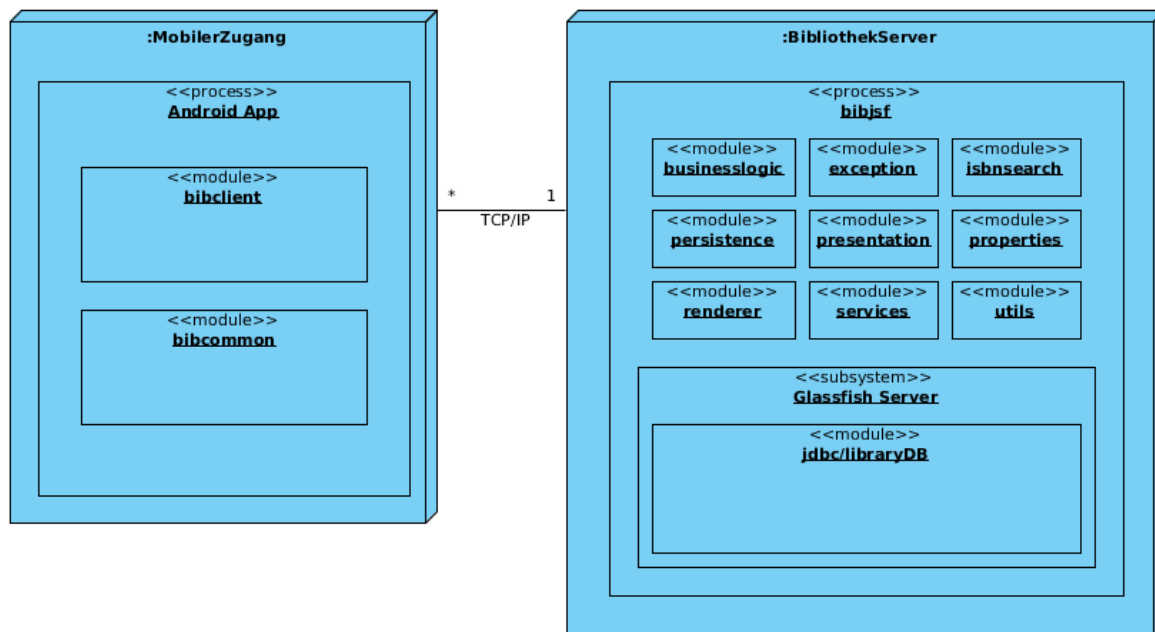 :MobilerZugang
<<process>>
Android App
<<module>>
bibclient
<<module>>
bibcommon
*
1
TCP/IP
:BibliothekServer
<<process>>
bibjsf
<<module>>
businesslogic
<<module>>
exception
<<module>>
isbnsearch
<<module>>
persistence
<<module>>
presentation
<<module>>
properties
<<module>>
renderer
<<module>>
services
<<module>>
utils
<<subsystem>>
Glassfish Server
<<module>>
jdbc/libraryDB